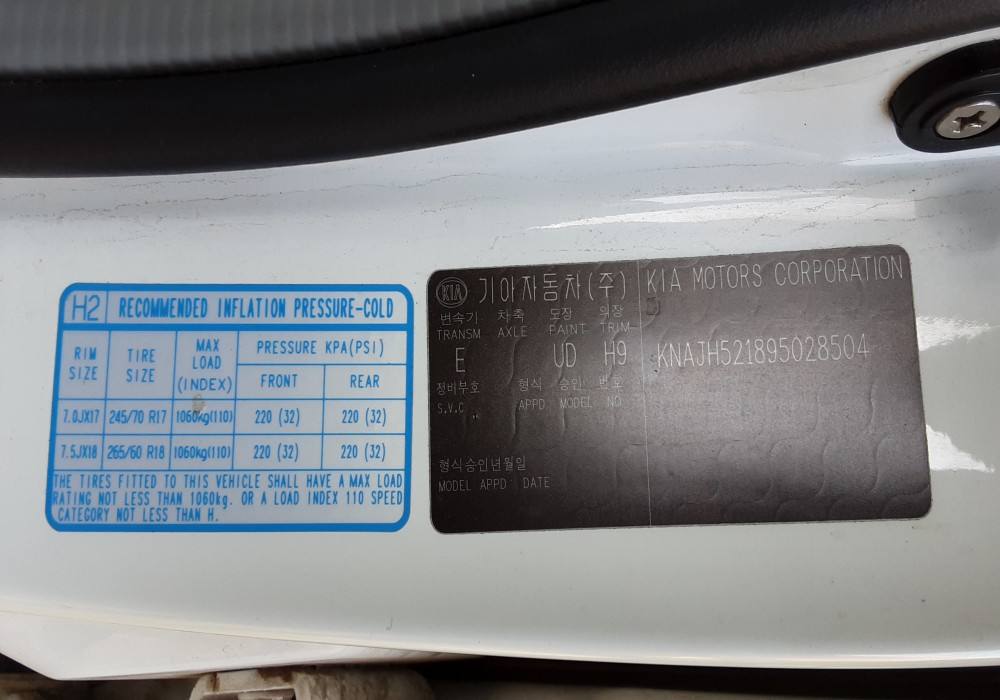 H2 RECOMMENDED INFLATION PRESSURE-COLD
RIM SIZE TIRE SIZE MAX LOAD (INDEX) PRESSURE KPA(PSI)
FRONT REAR
7.0JX17 245/70 R17 1060kg(110) 220 (32) 220 (32)
7.5JX18 265/60 R18 1060kg(110) 220 (32) 220 (32)
THE TIRES FITTED TO THIS VEHICLE SHALL HAVE A MAX LOAD
RATING NOT LESS THAN 1060kg. OR A LOAD INDEX 110 SPEED
CATEGORY NOT LESS THAN H.
KIA 기아자동차(주) KIA MOTORS CORPORATION
변속기 차축 모장 의장
TRANSM AXLE PAINT TRIM
E UD H9 KNAJH521895028504
정비부호 형식 승인 번호
S.V.C APPD MODEL NO
형식승인년월일
MODEL APPD DATE